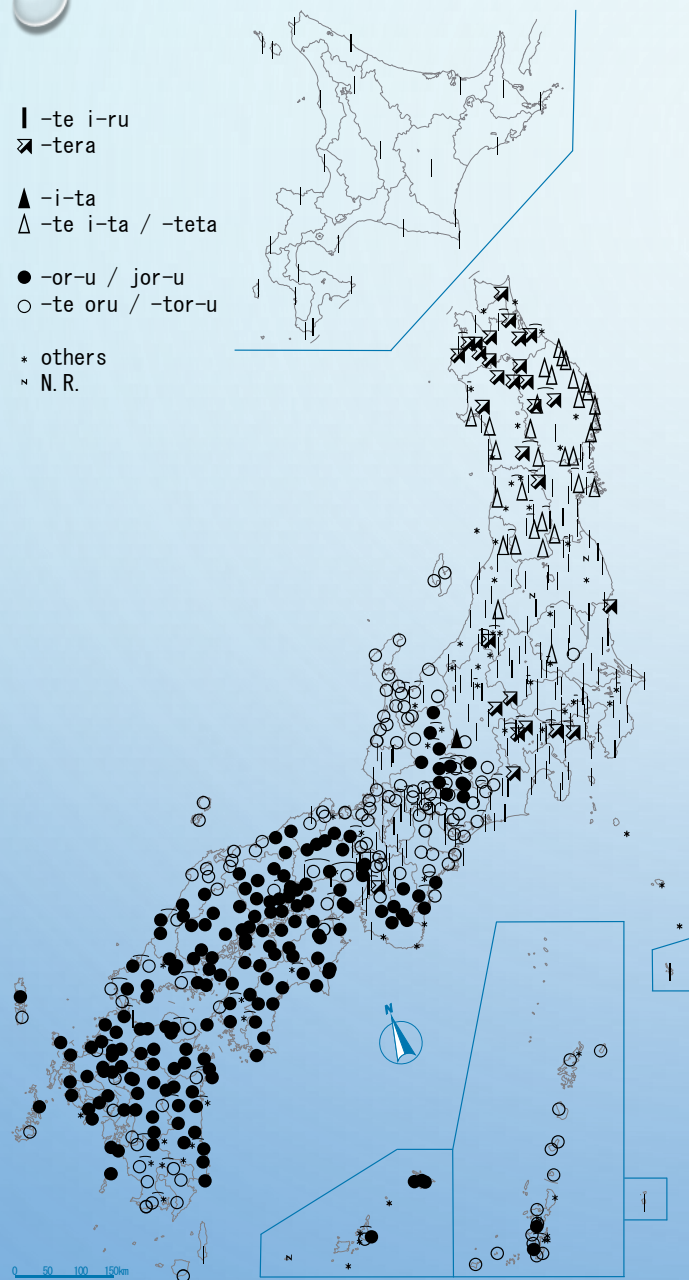 -te i-ru
-tera
-i-ta
-te i-ta / -teta
-or-u / jor-u
-te oru / -tor-u
* others
N N.R.
N
0 50 100 150km